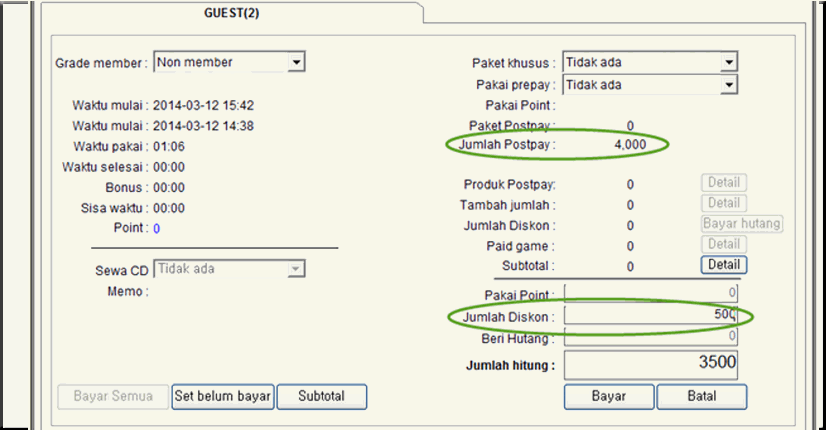 GUEST(2)
Grade member : Non member
Waktu mulai : 2014-03-12 15:42
Waktu mulai : 2014-03-12 14:38
Waktu pakai : 01:06
Waktu selesai : 00:00
Bonus : 00:00
Sisa waktu : 00:00
Point : 0
Sewa CD Tidak ada
Memo :
Bayar Semua Set belum bayar Subtotal
Paket khusus : Tidak ada
Pakai prepay : Tidak ada
Pakai Point :
Paket Postpay : 0
Jumlah Postpay : 4,000
Produk Postpay: 0 Detail
Tambah jumlah : 0 Detail
Jumlah Diskon : 0 Bayar hutang
Paid game : 0 Detail
Subtotal : 0 Detail
Pakai Point : 0
Jumlah Diskon : 500
Beri Hutang : 0
Jumlah hitung : 3500
Bayar Batal